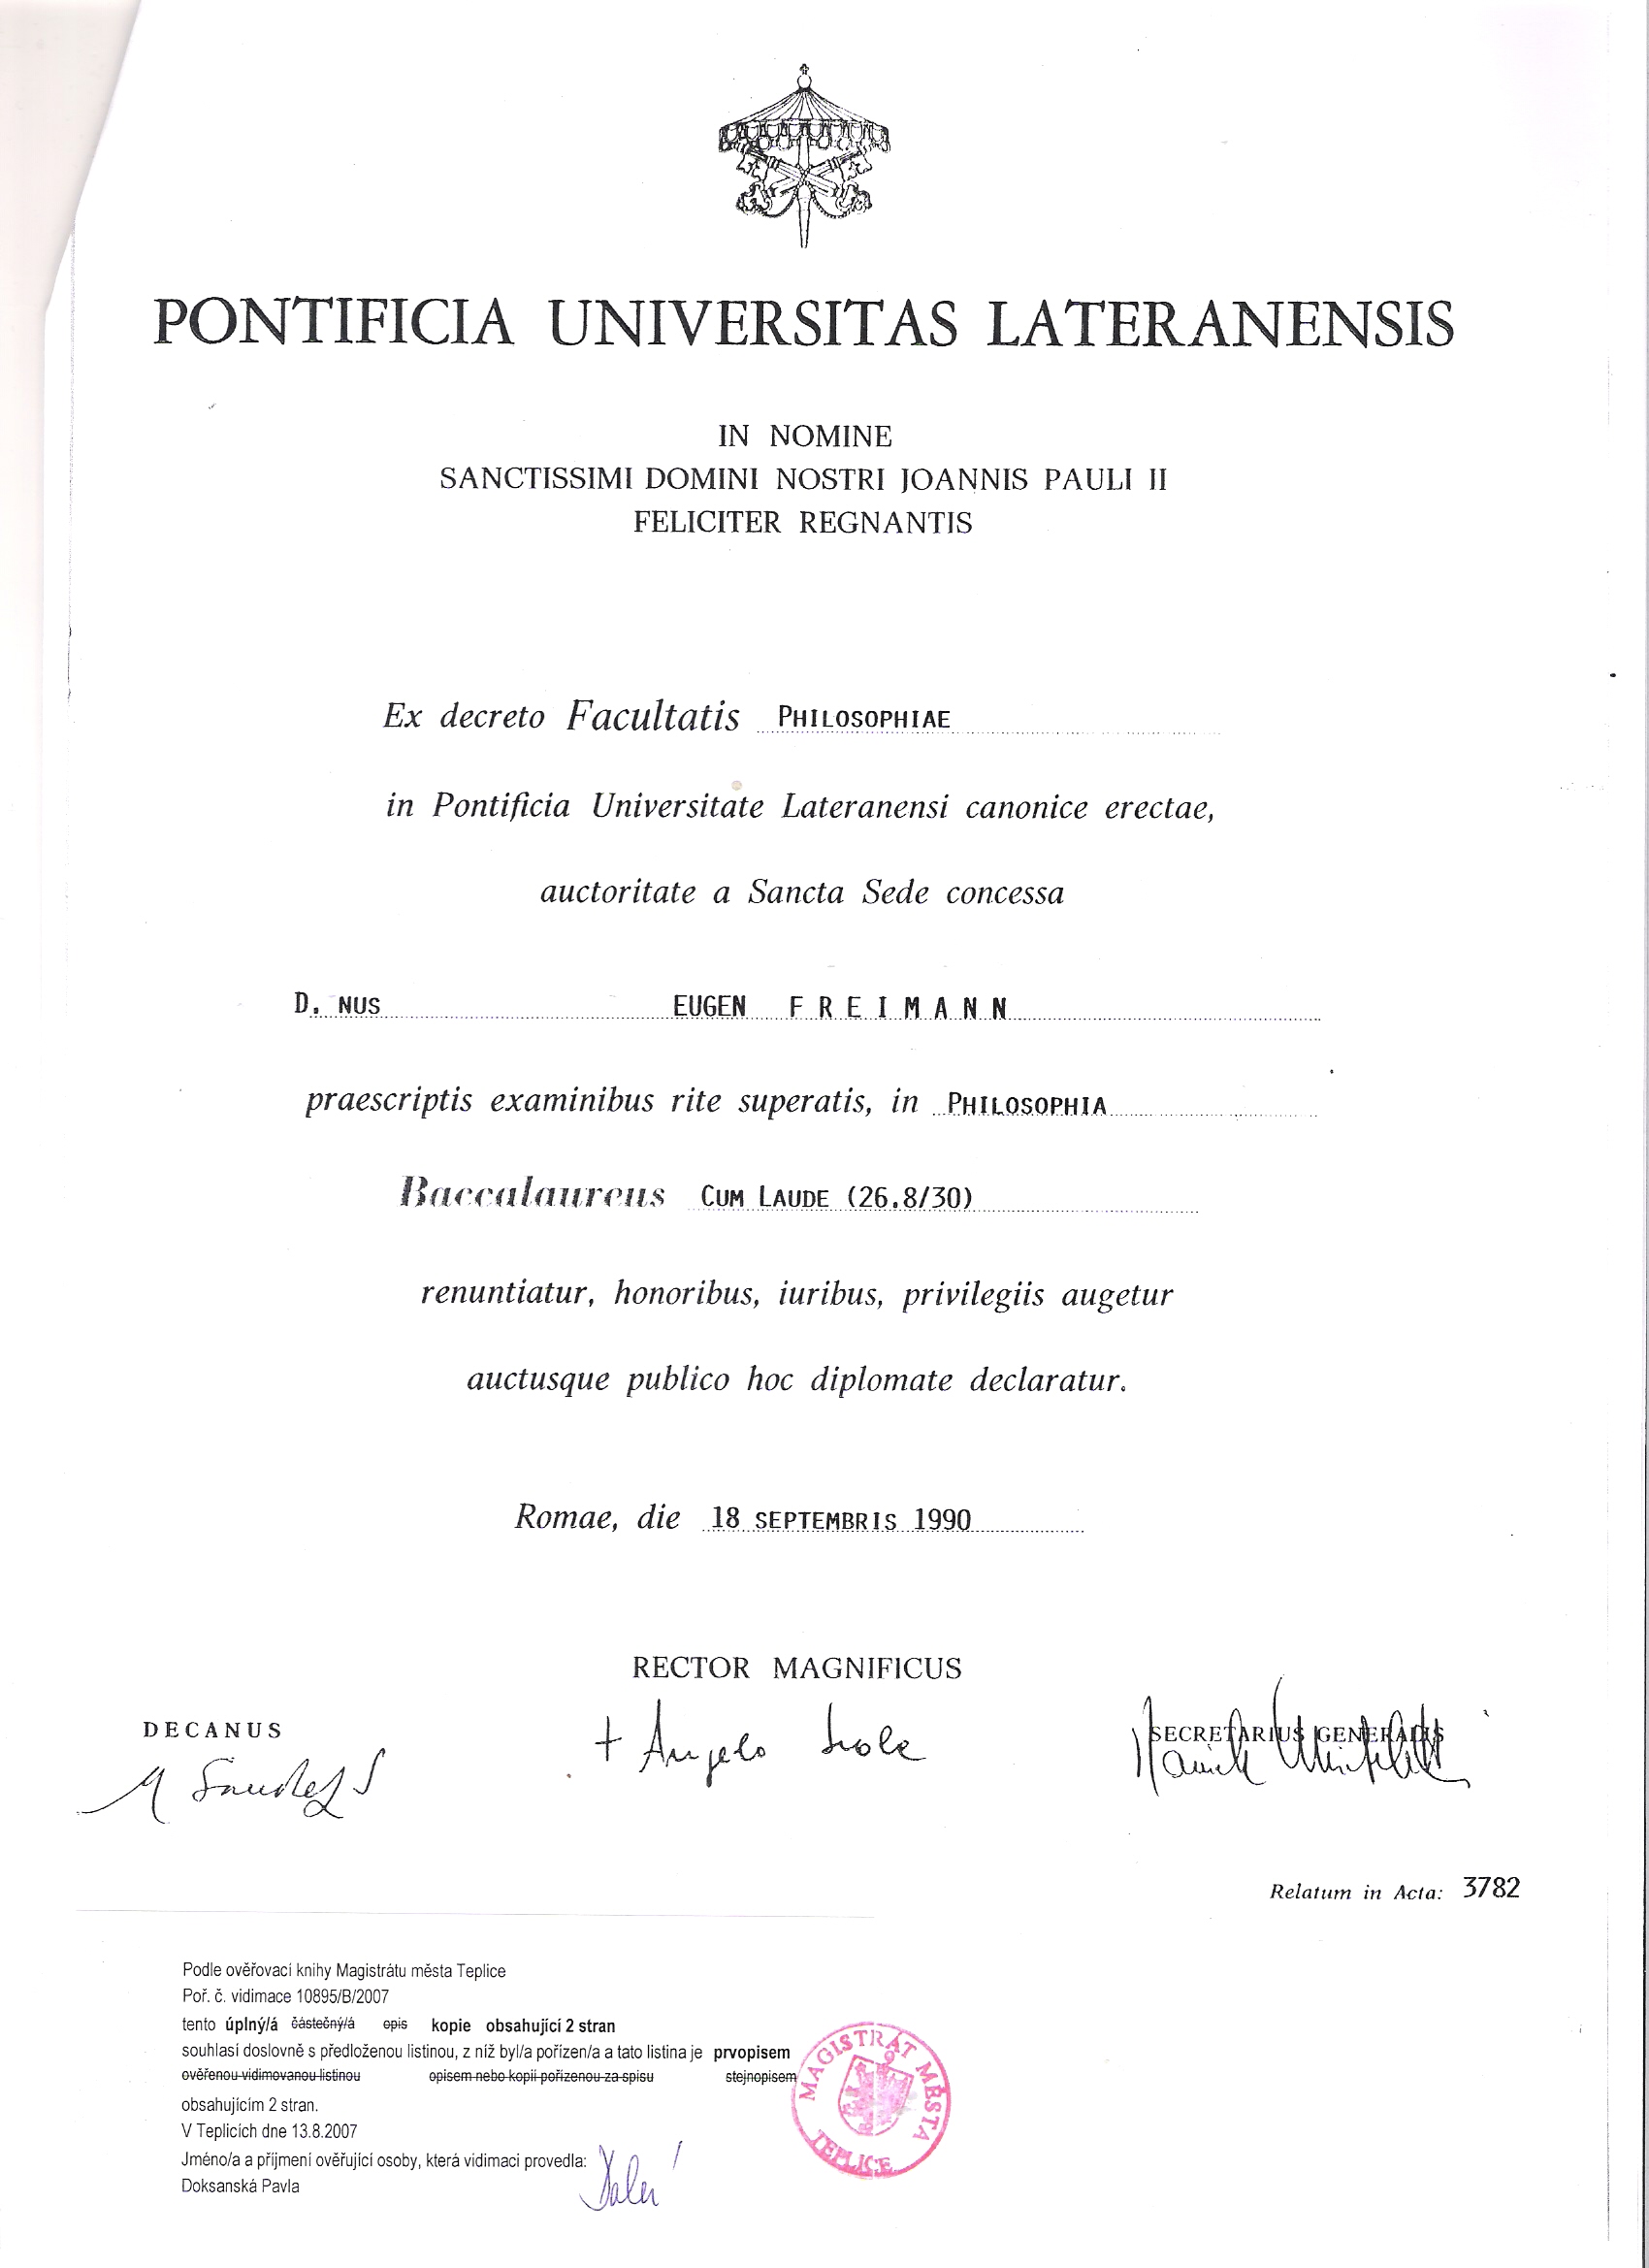 PONTIFICIA UNIVERSITAS LATERANENSIS
IN NOMINE
SANCTISSIMI DOMINI NOSTRI JOANNIS PAULI II
FELICITER REGNANTIS
Ex decreto Facultatis PHILOSOPHIAE
in Pontificia Universitate Lateranensi canonice erectae,
auctoritate a Sancta Sede concessa
D. NUS EUGEN FREIMANN
praescriptis examinibus rite superatis, in PHILOSOPHIA
Baccalaureus CUM LAUDE (26.8/30)
renuntiatur, honoribus, iuribus, privilegiis augetur
auctusque publico hoc diplomate declaratur.
Romae, die 18 SEPTEMBRIS 1990
RECTOR MAGNIFICUS
DECANUS
SECRETARIUS GENERALIS
+ Angelo
Relatum in Acta: 3782
Podle ověřovací knihy Magistrátu města Teplice
Poř. č. vidimace 10895/B/2007
tento úplný/á částečný/á opis kopie obsahující 2 stran
souhlasí doslovně s předloženou listinou, z níž byl/a pořízen/a a tato listina je prvopisem
ověřenou vidimovanou listinou opisem nebo kopií pořízenou za spisu stejnopisem
obsahujícím 2 stran.
V Teplicích dne 13.8.2007
Jméno/a a příjmení ověřující osoby, která vidimaci provedla:
Doksanská Pavla
MAGISTRÁT MĚSTA
TEPLICE